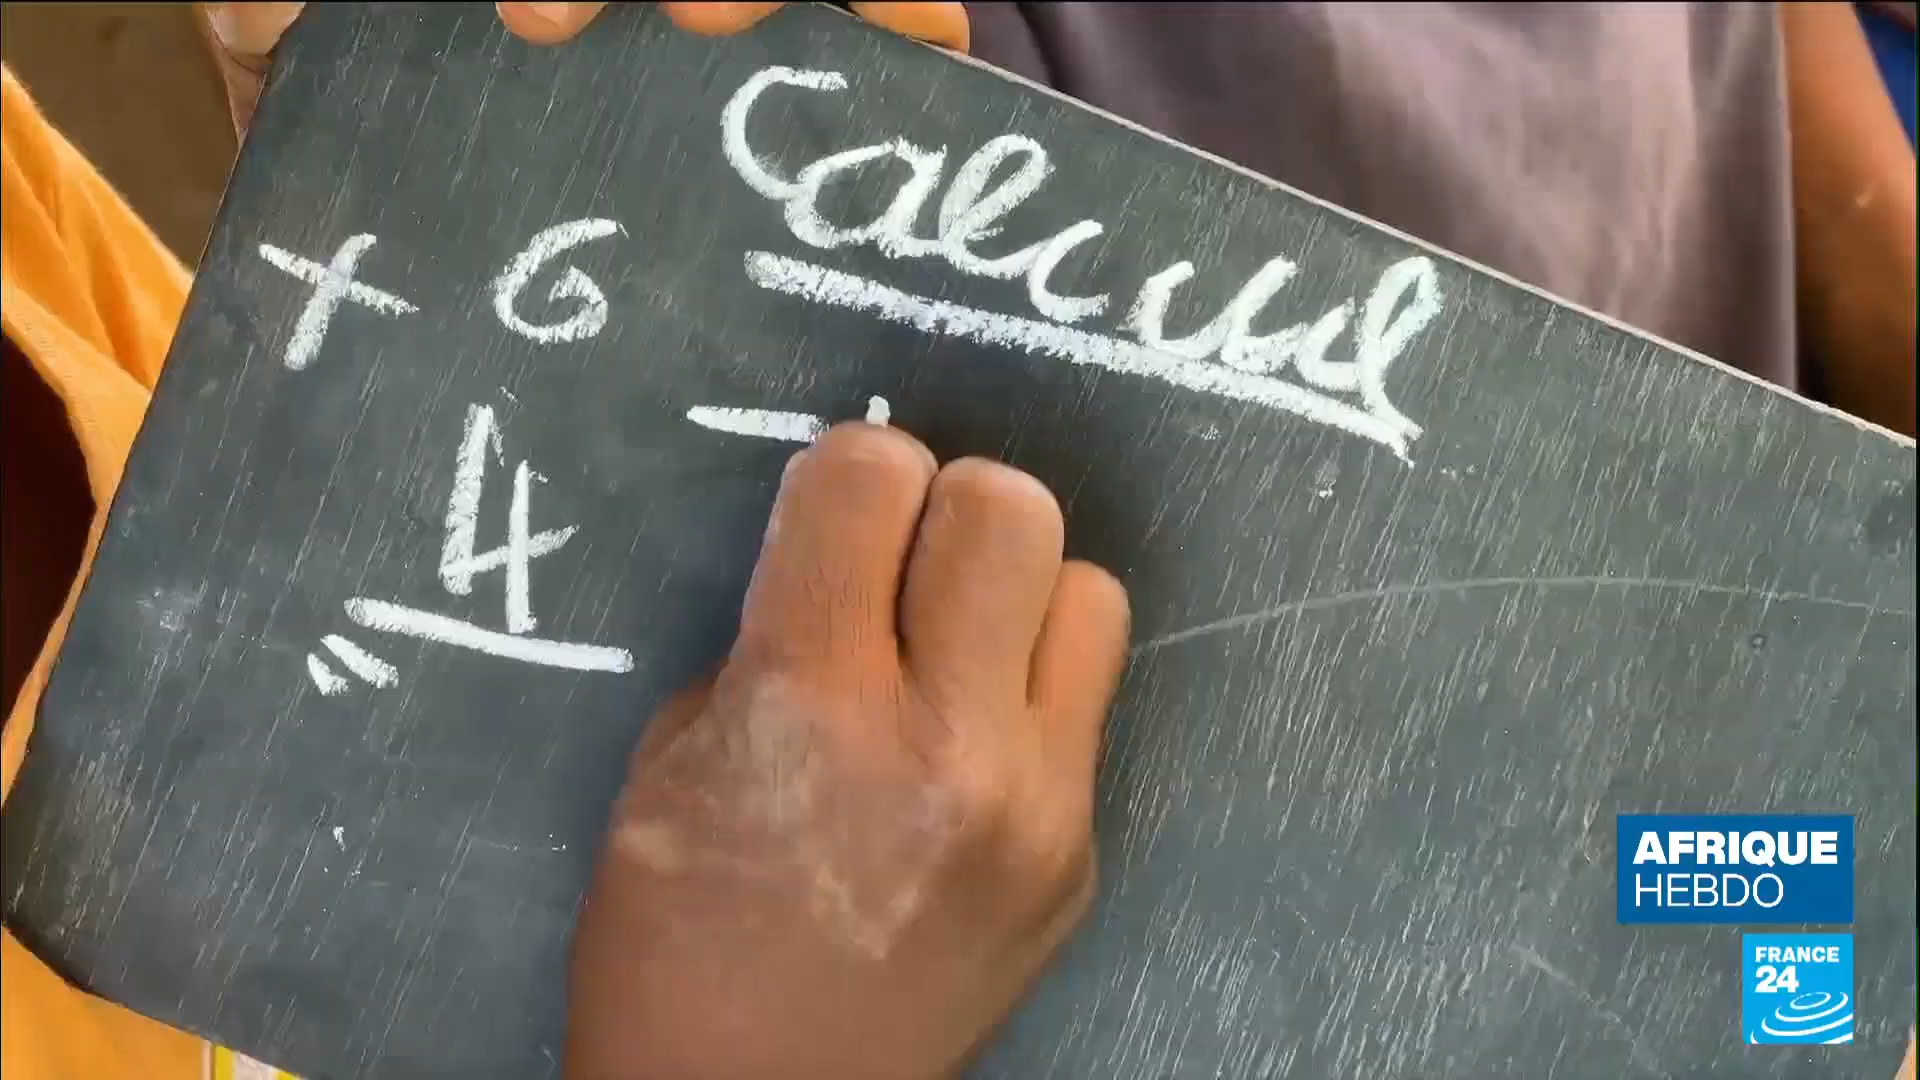 Calcul
+ 6
4
-
=
AFRIQUE
HEBDO
FRANCE
24